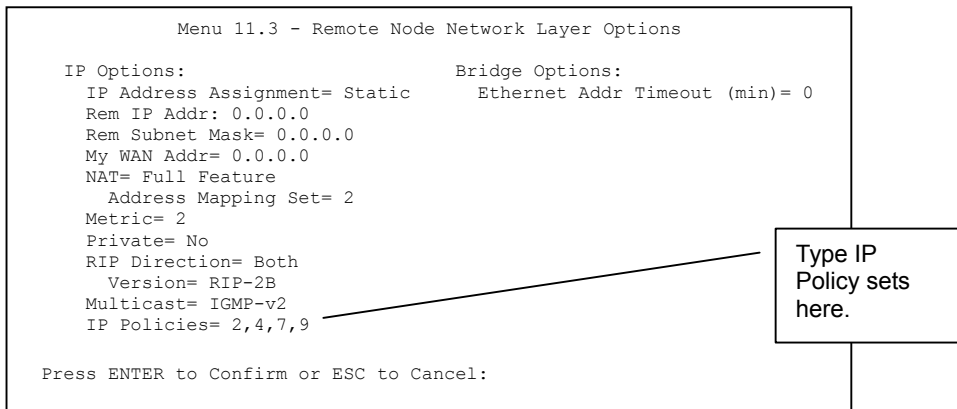 Menu 11.3 - Remote Node Network Layer Options
IP Options: Bridge Options:
IP Address Assignment= Static Ethernet Addr Timeout (min)= 0
Rem IP Addr: 0.0.0.0
Rem Subnet Mask= 0.0.0.0
My WAN Addr= 0.0.0.0
NAT= Full Feature
Address Mapping Set= 2
Metric= 2
Private= No
RIP Direction= Both
Version= RIP-2B
Multicast= IGMP-v2
IP Policies= 2,4,7,9
Type IP
Policy sets
here.
Press ENTER to Confirm or ESC to Cancel: